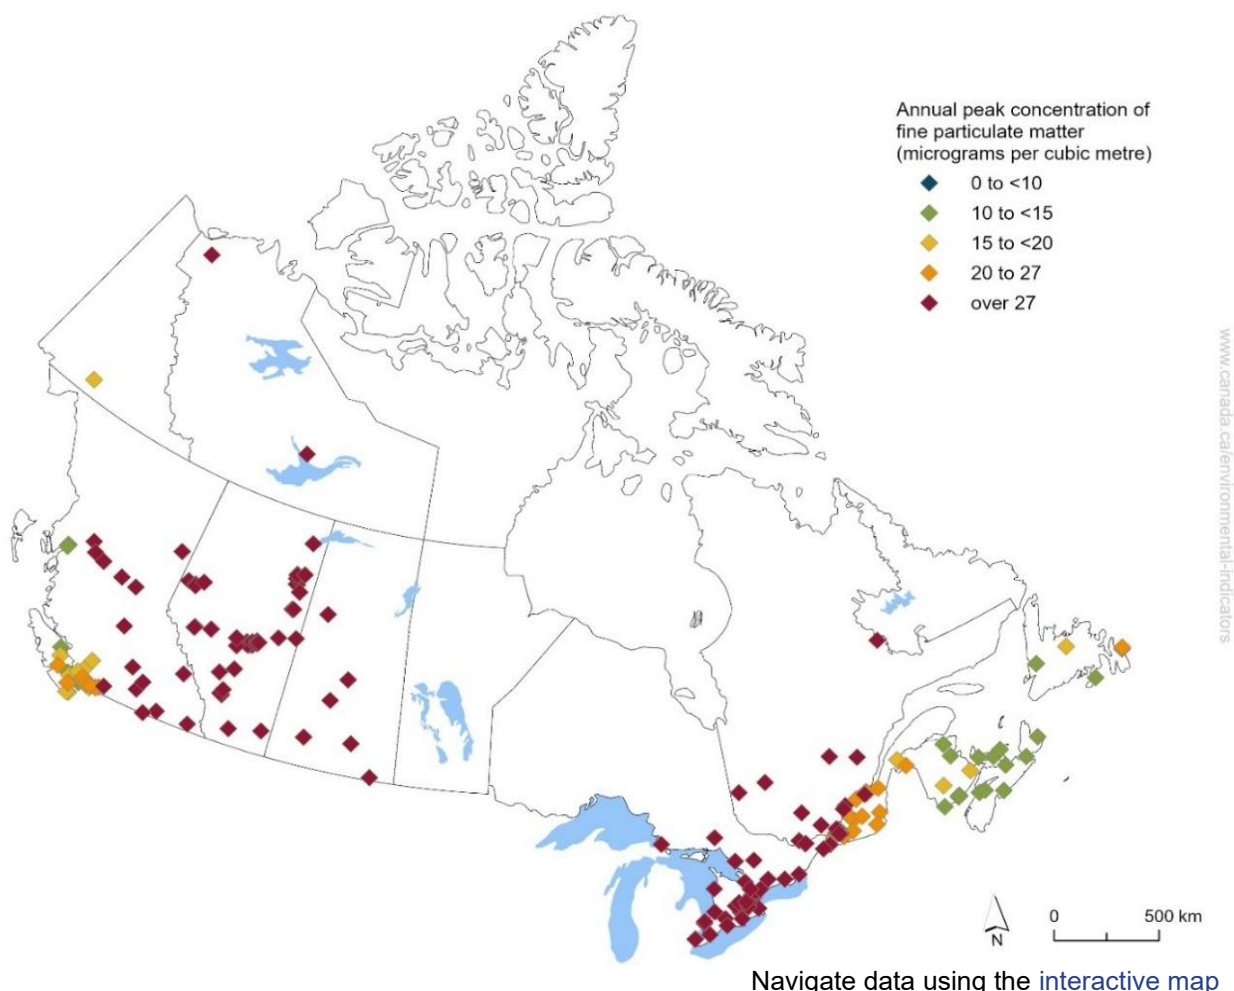 Annual peak concentration of
fine particulate matter
(micrograms per cubic metre)
0 to <10
10 to <15
15 to <20
20 to 27
over 27
www.canada.ca/environmental-indicators
N
0 500 km
Navigate data using the interactive map